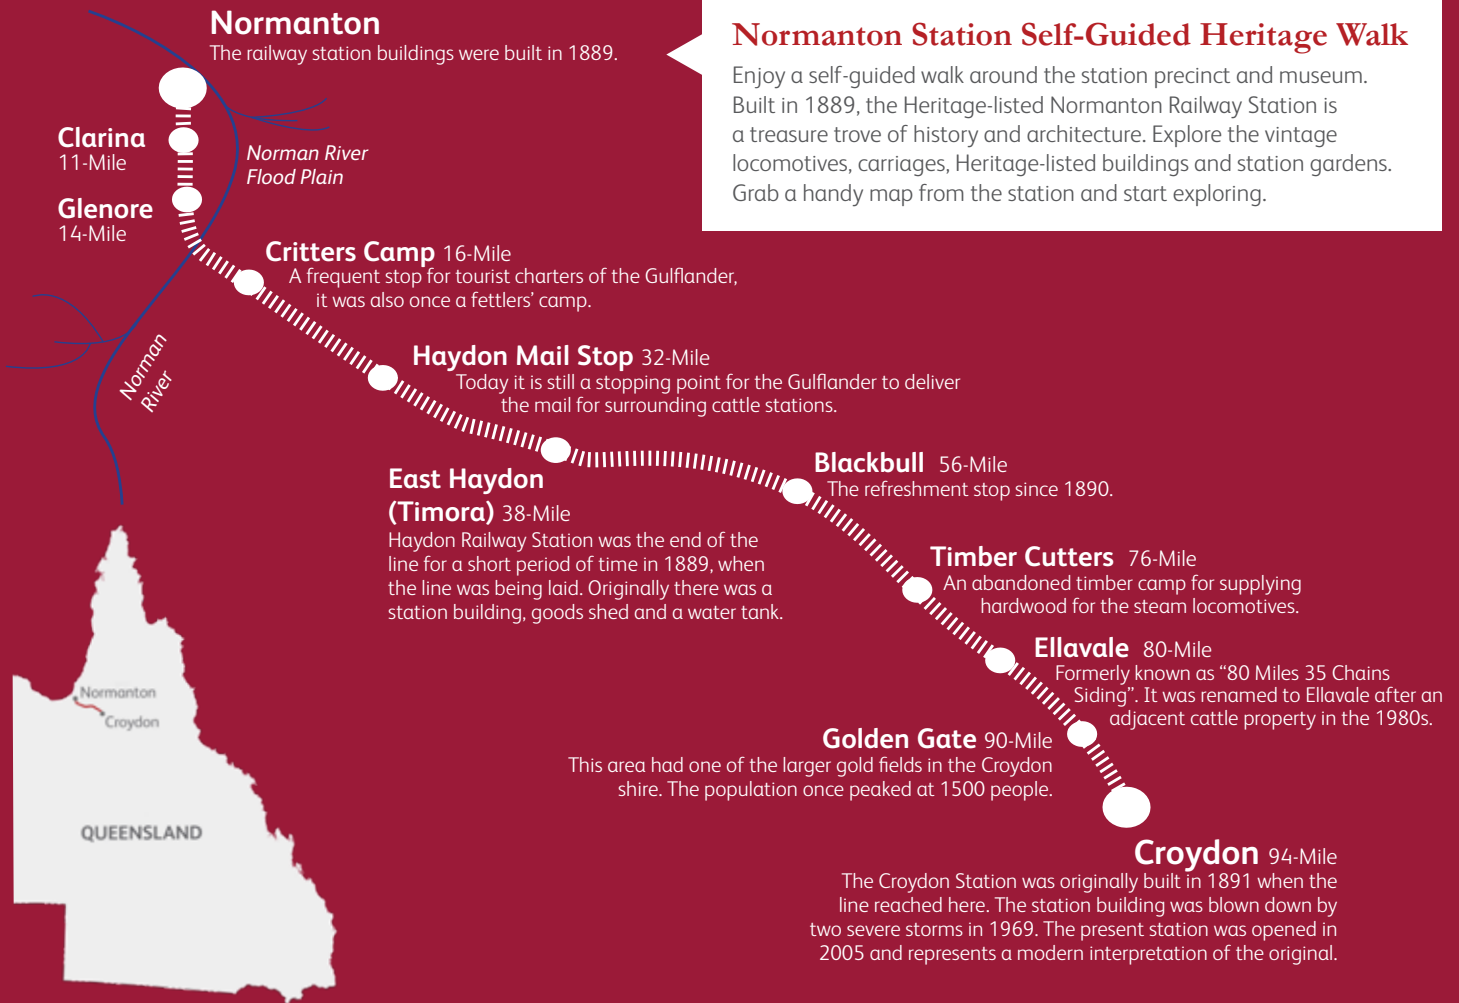 Normanton
The railway station buildings were built in 1889.
Normanton Station Self-Guided Heritage Walk
Enjoy a self-guided walk around the station precinct and museum.
Built in 1889, the Heritage-listed Normanton Railway Station is
a treasure trove of history and architecture. Explore the vintage
locomotives, carriages, Heritage-listed buildings and station gardens.
Grab a handy map from the station and start exploring.
Clarina
11-Mile
Norman River
Flood Plain
Glenore
14-Mile
Critters Camp 16-Mile
A frequent stop for tourist charters of the Gulflander,
it was also once a fettlers’ camp.
Norman
River
Haydon Mail Stop 32-Mile
Today it is still a stopping point for the Gulflander to deliver
the mail for surrounding cattle stations.
East Haydon
(Timora) 38-Mile
Haydon Railway Station was the end of the
line for a short period of time in 1889, when
the line was being laid. Originally there was a
station building, goods shed and a water tank.
Blackbull 56-Mile
The refreshment stop since 1890.
Timber Cutters 76-Mile
An abandoned timber camp for supplying
hardwood for the steam locomotives.
Ellavale 80-Mile
Formerly known as “80 Miles 35 Chains
Siding”. It was renamed to Ellavale after an
adjacent cattle property in the 1980s.
Golden Gate 90-Mile
This area had one of the larger gold fields in the Croydon
shire. The population once peaked at 1500 people.
Croydon 94-Mile
The Croydon Station was originally built in 1891 when the
line reached here. The station building was blown down by
two severe storms in 1969. The present station was opened in
2005 and represents a modern interpretation of the original.
Normanton
Croydon
QUEENSLAND